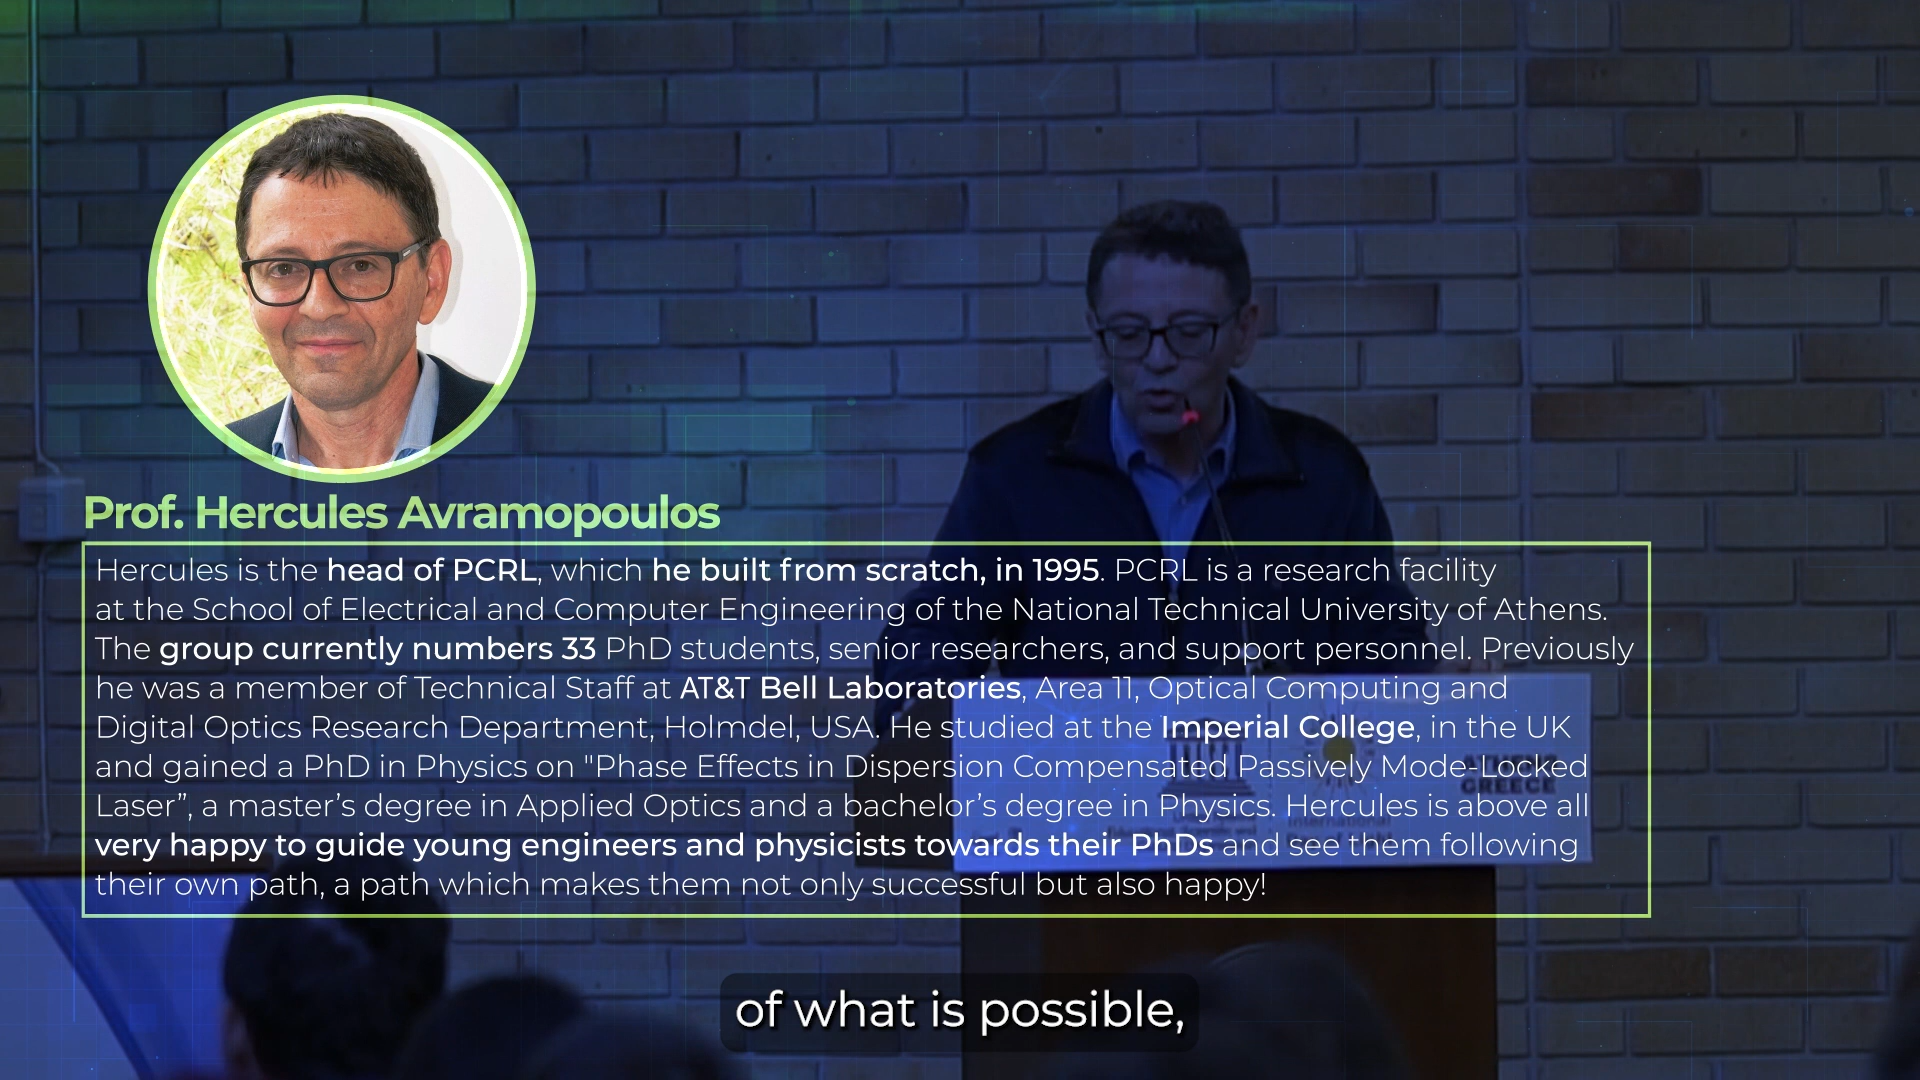 Prof. Hercules Avramopoulos
Hercules is the head of PCRL, which he built from scratch, in 1995. PCRL is a research facility
at the School of Electrical and Computer Engineering of the National Technical University of Athens.
The group currently numbers 33 PhD students, senior researchers, and support personnel. Previously
he was a member of Technical Staff at AT&T Bell Laboratories, Area 11, Optical Computing and
Digital Optics Research Department, Holmdel, USA. He studied at the Imperial College, in the UK
and gained a PhD in Physics on "Phase Effects in Dispersion Compensated Passively Mode-Locked
Laser”, a master’s degree in Applied Optics and a bachelor’s degree in Physics. Hercules is above all
very happy to guide young engineers and physicists towards their PhDs and see them following
their own path, a path which makes them not only successful but also happy!
GREECE
International
of what is possible,